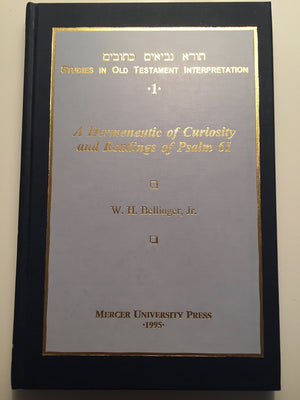 תורא נביאים כתובים
STUDIES IN OLD TESTAMENT INTERPRETATION
·1·
A Hermeneutic of Curiosity
and Readings of Psalm 61
W. H. Bellinger, Jr.
MERCER UNIVERSITY PRESS
·1995·